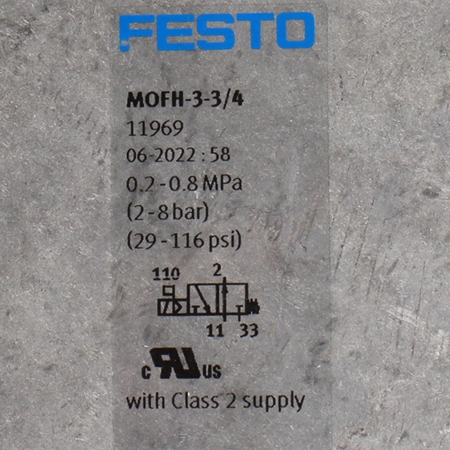 FESTO
MOFH-3-3/4
11969
06-2022 : 58
0.2 - 0.8 MPa
(2 - 8 bar)
(29 - 116 psi)
110 2
11 33
c RU US
with Class 2 supply